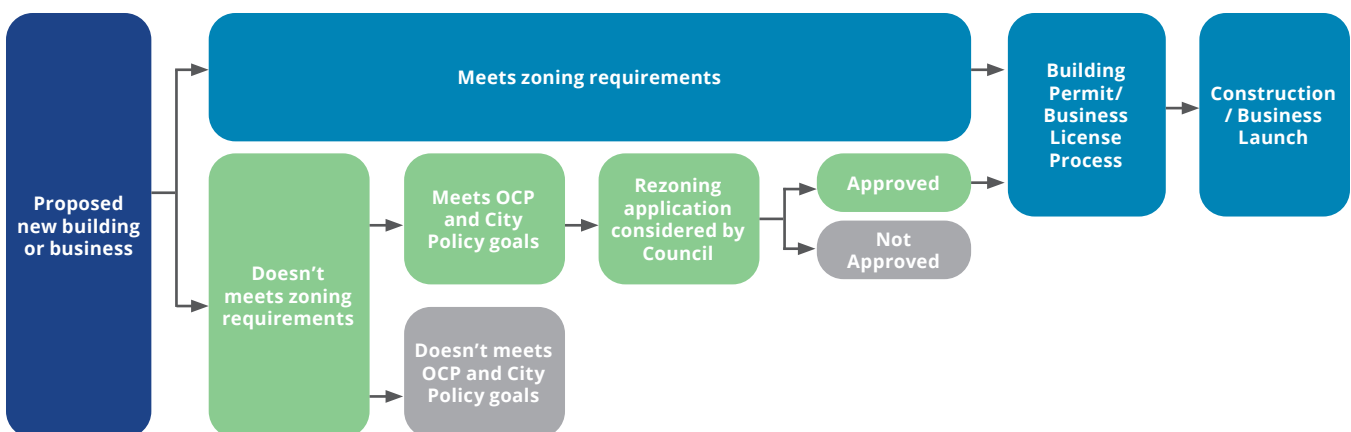 Proposed
new building
or business
Meets zoning requirements
Doesn't
meets zoning
requirements
Meets OCP
and City
Policy goals
Doesn't meets
OCP and City
Policy goals
Rezoning
application
considered by
Council
Approved
Not
Approved
Building
Permit/
Business
License
Process
Construction
/ Business
Launch